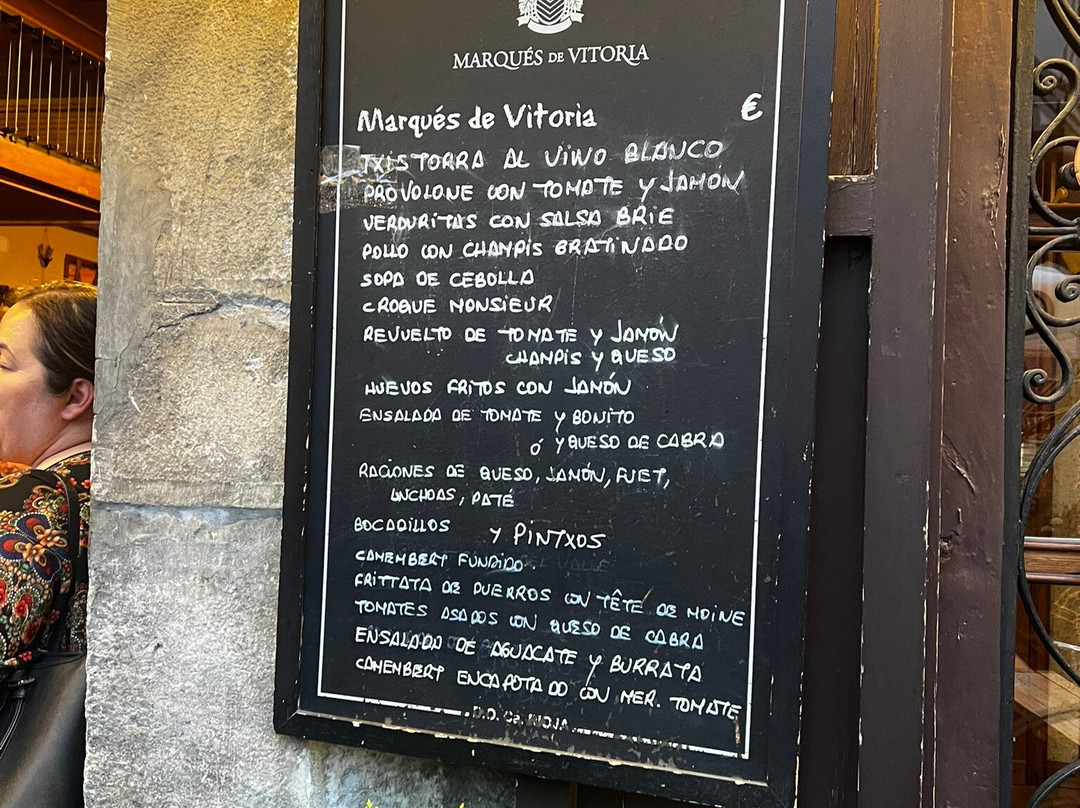 MARQUÉS DE VITORIA
Marqués de Vitoria €
TXISTORRA AL VINO BLANCO
PROVOLONE CON TOMATE Y JAMON
VERDURITAS CON SALSA BRIE
POLLO CON CHAMPIS GRATINADO
SOPA DE CEBOLLA
CROQUE MONSIEUR
REVUELTO DE TOMATE Y JAMÓN
CHAMPIS Y QUESO
HUEVOS FRITOS CON JAMÓN
ENSALADA DE TOMATE Y BONITO
Ó Y QUESO DE CABRA
RACIONES DE QUESO, JAMÓN, FUET,
ANCHOAS, PATÉ
BOCADILLOS Y PINTXOS
CAMEMBERT FUNDIDO
FRITTATA DE PUERROS CON TÊTE DE MOINE
TOMATES ASADOS CON QUESO DE CABRA
ENSALADA DE AGUACATE Y BURRATA
CAMEMBERT ENCAPOTADO CON MER. TOMATE
D.O. Ca. RIOJA